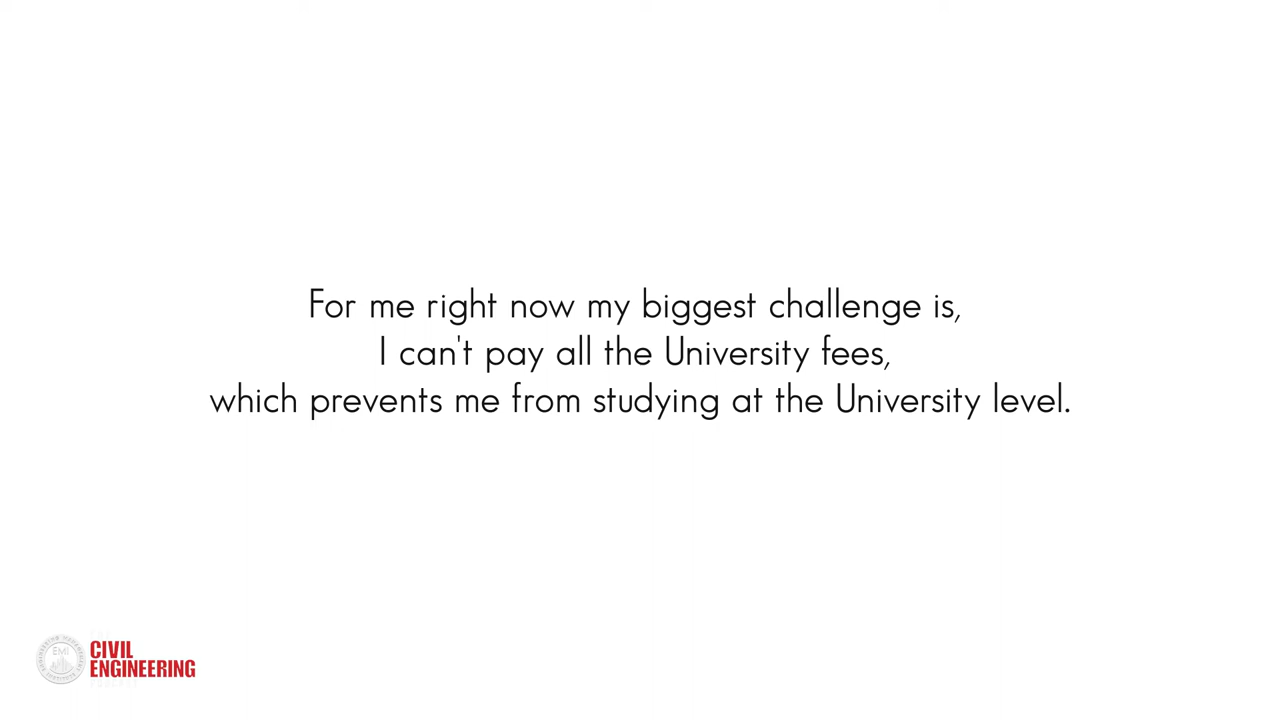 For me right now my biggest challenge is,
I can't pay all the University fees,
which prevents me from studying at the University level.
EMI
CIVIL
ENGINEERING